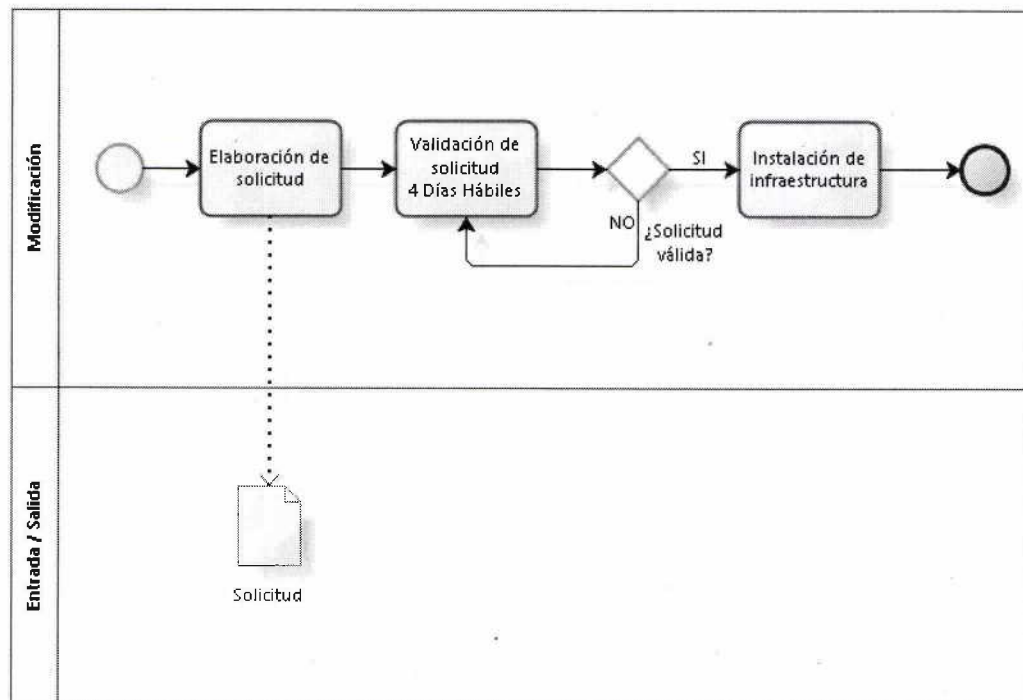 Modificación
Elaboración de
solicitud
Validación de
solicitud
4 Días Hábiles
SI
NO
¿Solicitud
válida?
Instalación de
infraestructura
Entrada / Salida
Solicitud